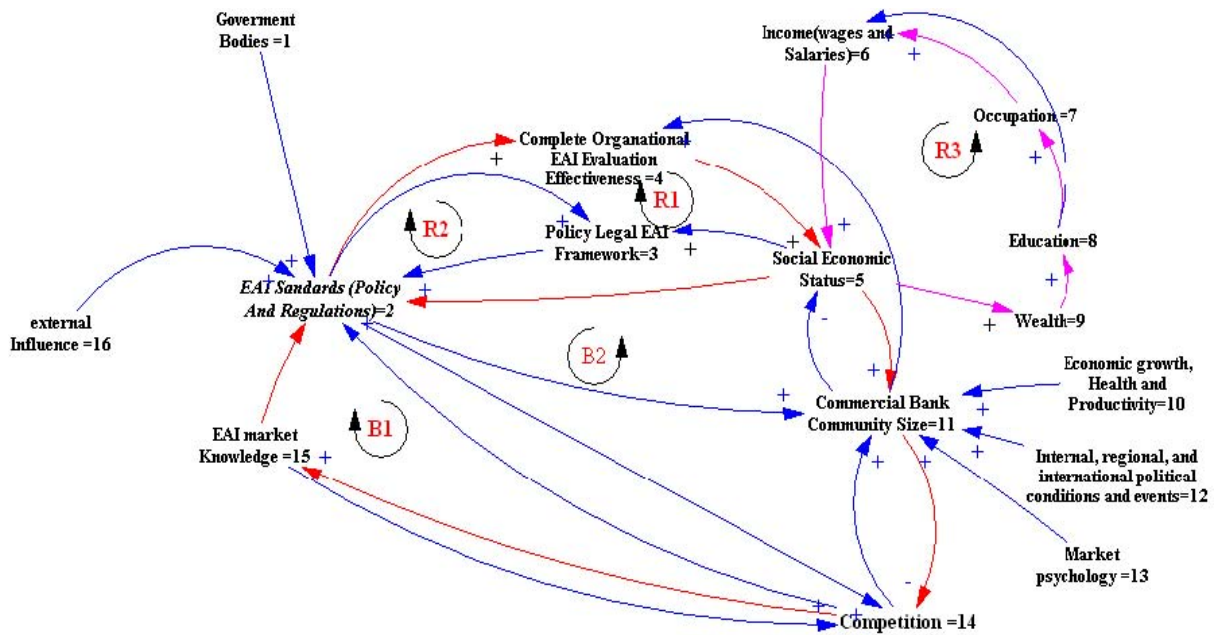 Goverment
Bodies =1
Income(wages and
Salaries)=6
Occupation =7
R3
Complete Organational
EAI Evaluation
Effectiveness =4
R1
R2
Policy Legal EAI
Framework=3
Social Economic
Status=5
Education=8
EAI Sandards (Policy
And Regulations)=2
external
Influence =16
Wealth=9
B2
Economic growth,
Health and
Productivity=10
Commercial Bank
Community Size=11
B1
EAI market
Knowledge =15
Internal, regional, and
international political
conditions and events=12
Market
psychology =13
Competition =14